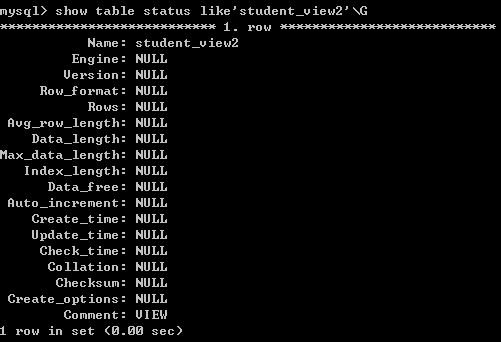 mysql> show table status like'student_view2'\G
*************************** 1. row ***************************
Name: student_view2
Engine: NULL
Version: NULL
Row_format: NULL
Rows: NULL
Avg_row_length: NULL
Data_length: NULL
Max_data_length: NULL
Index_length: NULL
Data_free: NULL
Auto_increment: NULL
Create_time: NULL
Update_time: NULL
Check_time: NULL
Collation: NULL
Checksum: NULL
Create_options: NULL
Comment: VIEW
1 row in set (0.00 sec)